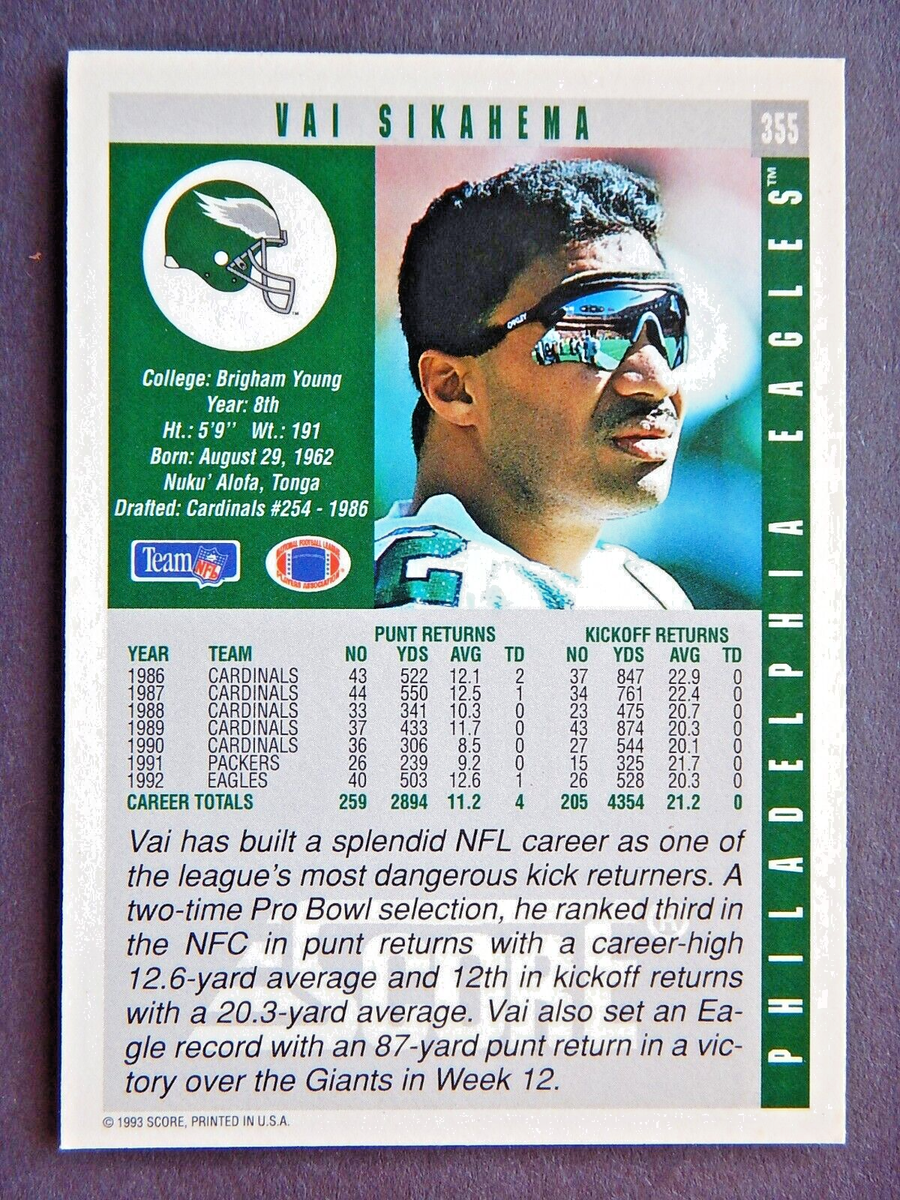 VAI SIKAHEMA
355
PHILADELPHIA EAGLES™
OAKLEY
College: Brigham Young
Year: 8th
Ht.: 5'9" Wt.: 191
Born: August 29, 1962
Nuku' Alofa, Tonga
Drafted: Cardinals #254 - 1986
Team NFL
NATIONAL FOOTBALL LEAGUE
PLAYERS ASSOCIATION
PUNT RETURNS KICKOFF RETURNS
YEAR TEAM NO YDS AVG TD NO YDS AVG TD
1986 CARDINALS 43 522 12.1 2 37 847 22.9 0
1987 CARDINALS 44 550 12.5 1 34 761 22.4 0
1988 CARDINALS 33 341 10.3 0 23 475 20.7 0
1989 CARDINALS 37 433 11.7 0 43 874 20.3 0
1990 CARDINALS 36 306 8.5 0 27 544 20.1 0
1991 PACKERS 26 239 9.2 0 15 325 21.7 0
1992 EAGLES 40 503 12.6 1 26 528 20.3 0
CAREER TOTALS 259 2894 11.2 4 205 4354 21.2 0
SCORE®
Vai has built a splendid NFL career as one of
the league's most dangerous kick returners. A
two-time Pro Bowl selection, he ranked third in
the NFC in punt returns with a career-high
12.6-yard average and 12th in kickoff returns
with a 20.3-yard average. Vai also set an Ea-
gle record with an 87-yard punt return in a vic-
tory over the Giants in Week 12.
© 1993 SCORE, PRINTED IN U.S.A.